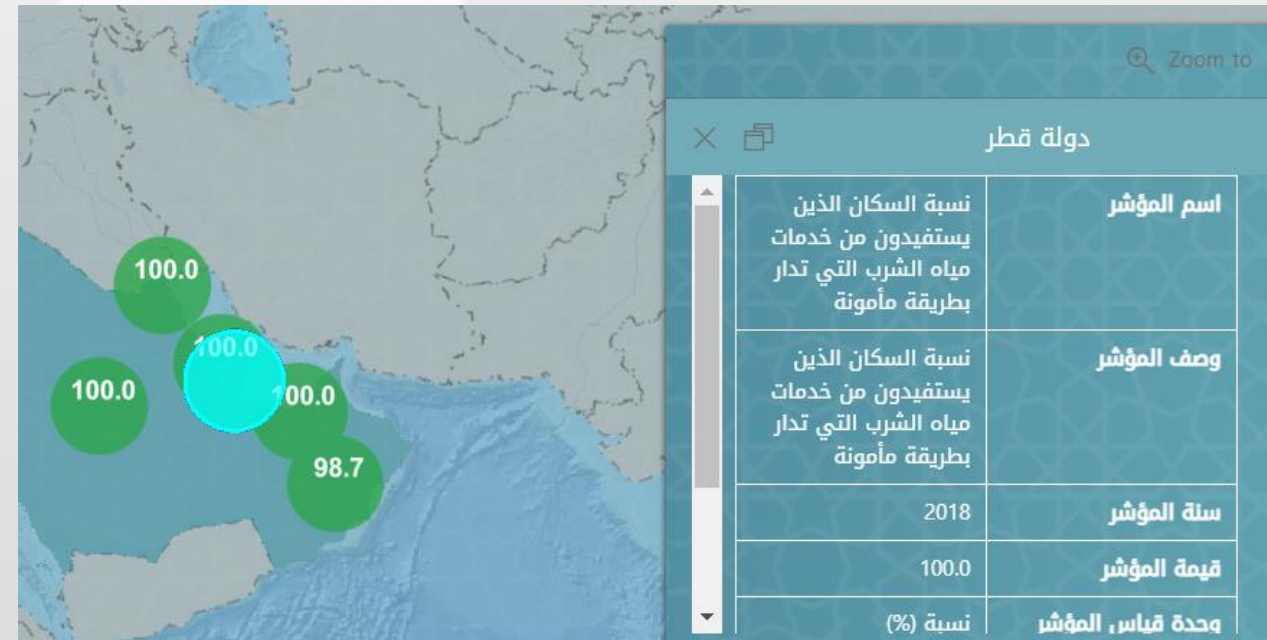 Zoom to
دولة قطر
اسم المؤشر
نسبة السكان الذين
يستفيدون من خدمات
مياه الشرب التي تدار
بطريقة مأمونة
وصف المؤشر
نسبة السكان الذين
يستفيدون من خدمات
مياه الشرب التي تدار
بطريقة مأمونة
سنة المؤشر
2018
قيمة المؤشر
100.0
وحدة قياس المؤشر
نسبة (%)
100.0
100.0
100.0
100.0
98.7